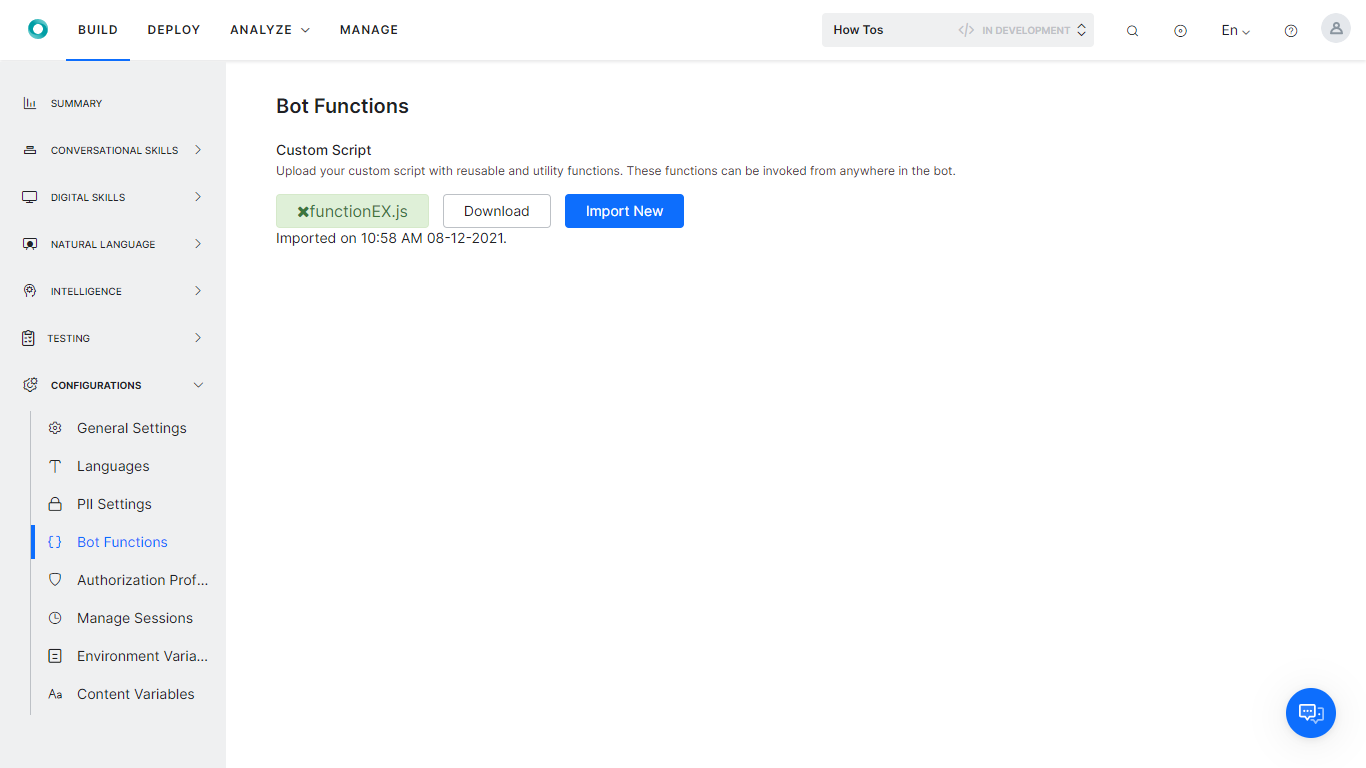 BUILD DEPLOY ANALYZE MANAGE How Tos </> IN DEVELOPMENT En
SUMMARY
CONVERSATIONAL SKILLS
DIGITAL SKILLS
NATURAL LANGUAGE
INTELLIGENCE
TESTING
CONFIGURATIONS
General Settings
Languages
PII Settings
{} Bot Functions
Authorization Prof...
Manage Sessions
Environment Varia...
Aa Content Variables
Bot Functions
Custom Script
Upload your custom script with reusable and utility functions. These functions can be invoked from anywhere in the bot.
✖functionEX.js Download Import New
Imported on 10:58 AM 08-12-2021.